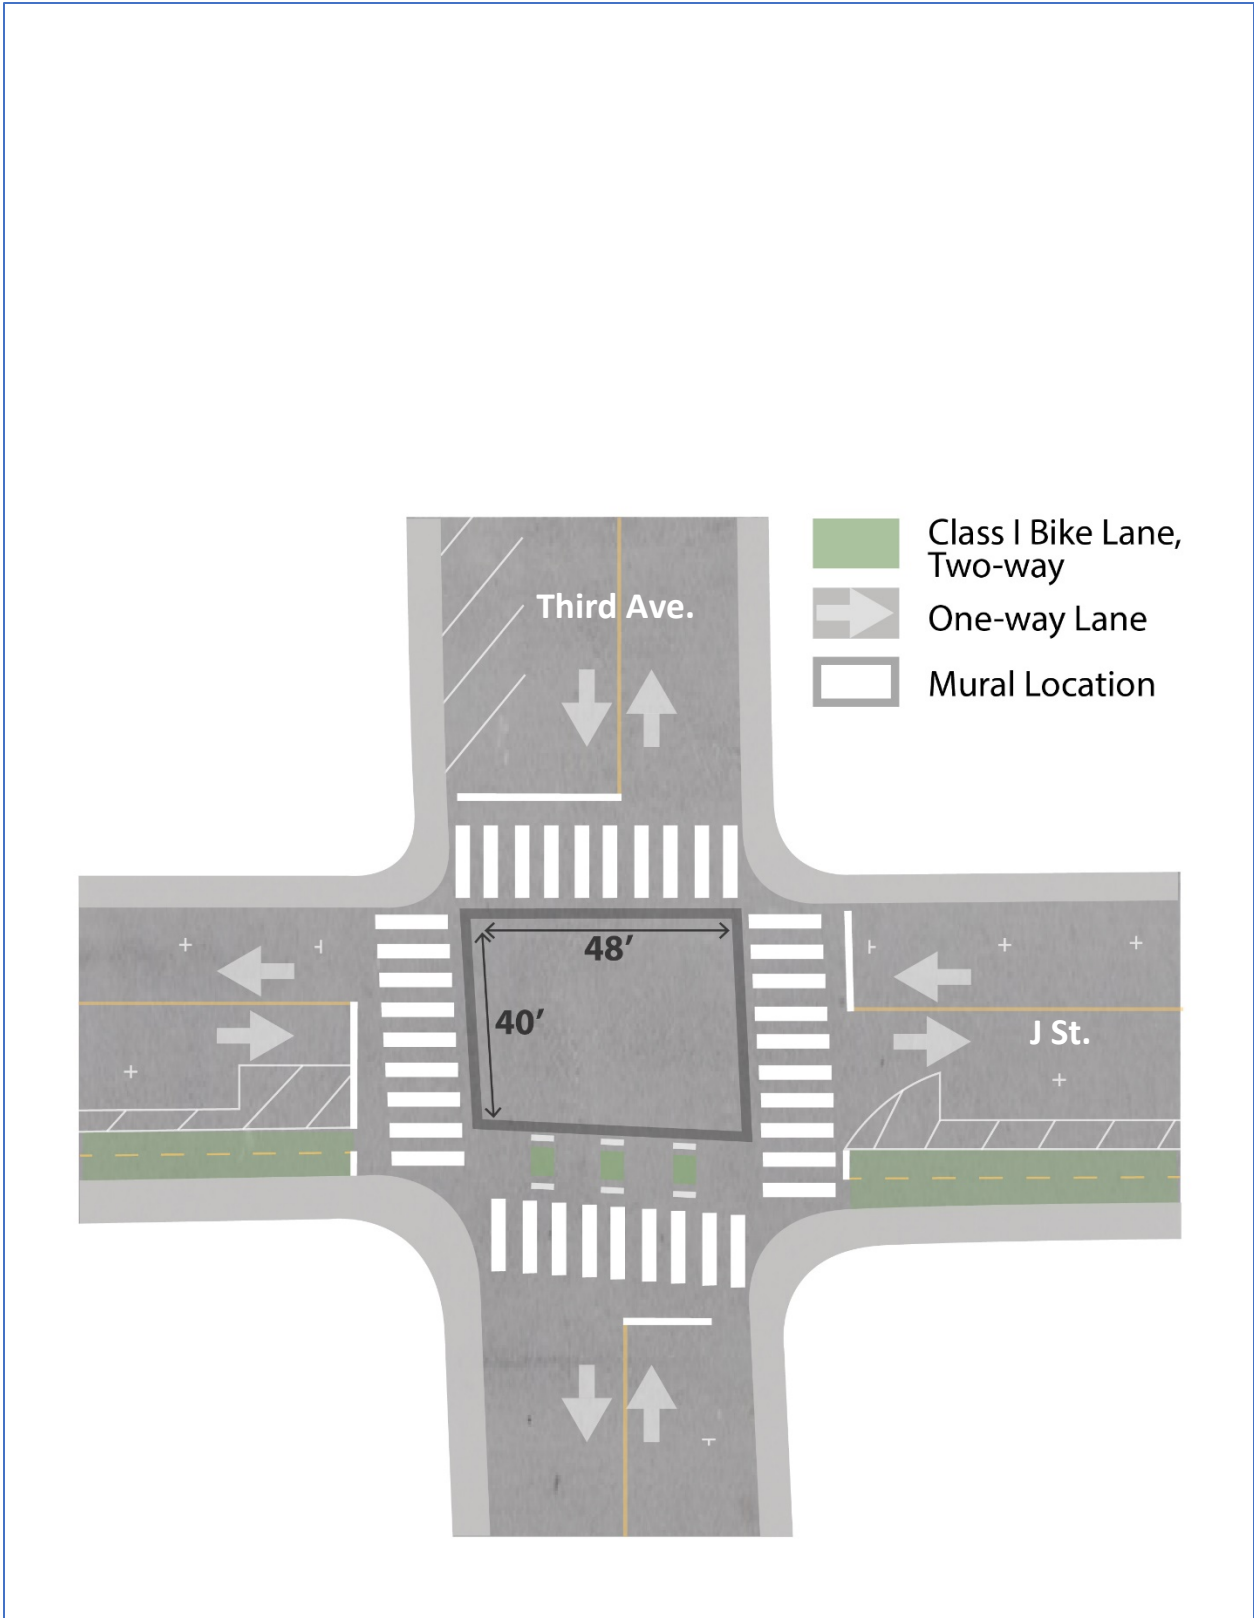 Class I Bike Lane,
Two-way
Third Ave.
One-way Lane
Mural Location
48’
40’
J St.